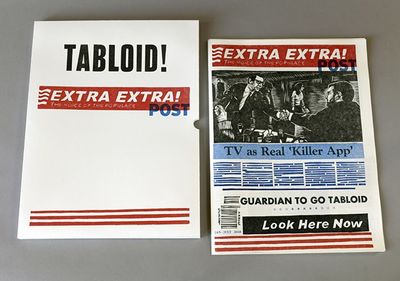 TABLOID!
EXTRA EXTRA!
THE VOICE OF THE POPULACE
POST
EXTRA EXTRA!
THE VOICE OF THE POPULACE
POST
TV as Real 'Killer App'
GUARDIAN TO GO TABLOID
Look Here Now